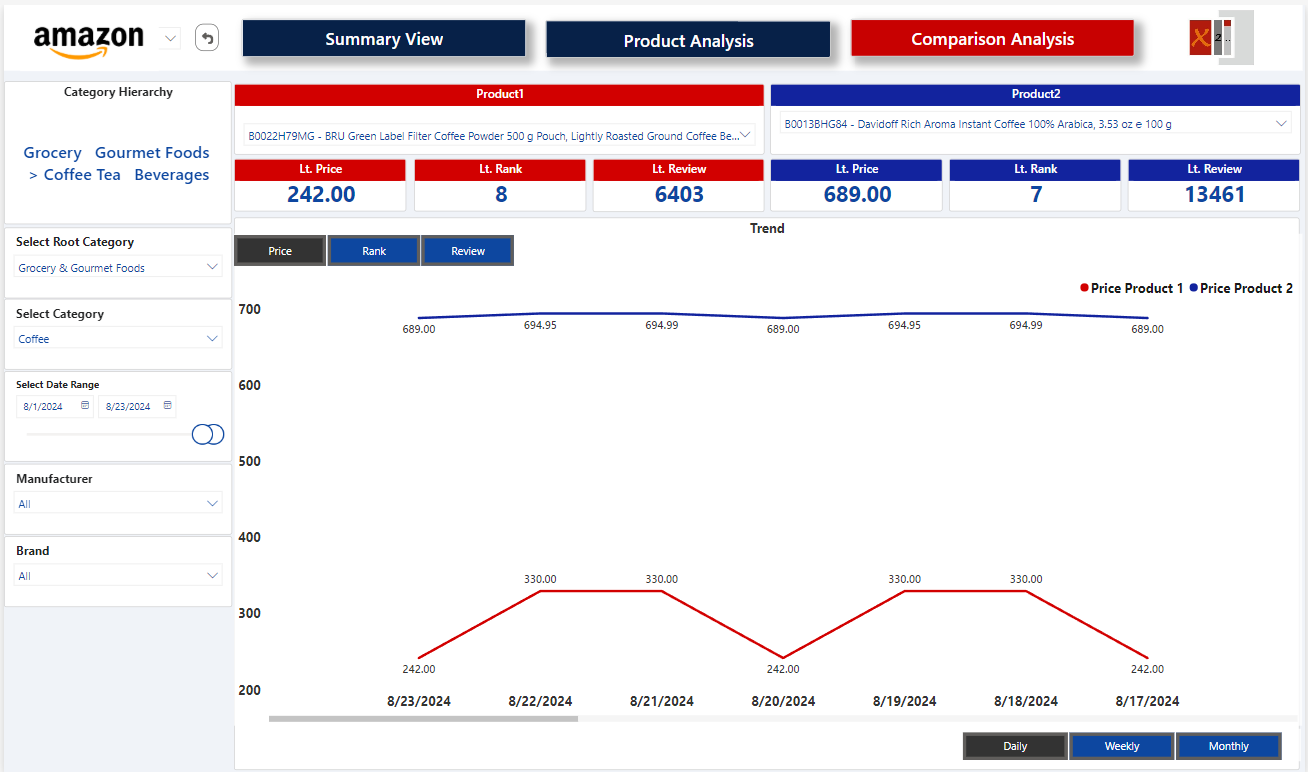 amazon
Summary View
Product Analysis
Comparison Analysis
X
2 ..
Category Hierarchy
Grocery Gourmet Foods
> Coffee Tea Beverages
Select Root Category
Grocery & Gourmet Foods
Select Category
Coffee
Select Date Range
8/1/2024 8/23/2024
Manufacturer
All
Brand
All
Product1
B0022H79MG - BRU Green Label Filter Coffee Powder 500 g Pouch, Lightly Roasted Ground Coffee Be...
Product2
B0013BHG84 - Davidoff Rich Aroma Instant Coffee 100% Arabica, 3.53 oz e 100 g
Lt. Price Lt. Rank Lt. Review Lt. Price Lt. Rank Lt. Review
242.00 8 6403 689.00 7 13461
Trend
Price Rank Review
Price Product 1 Price Product 2
700
689.00 694.95 694.99 689.00 694.95 694.99 689.00
600
500
400
330.00 330.00 330.00 330.00
300
242.00 242.00 242.00
200
8/23/2024 8/22/2024 8/21/2024 8/20/2024 8/19/2024 8/18/2024 8/17/2024
Daily Weekly Monthly